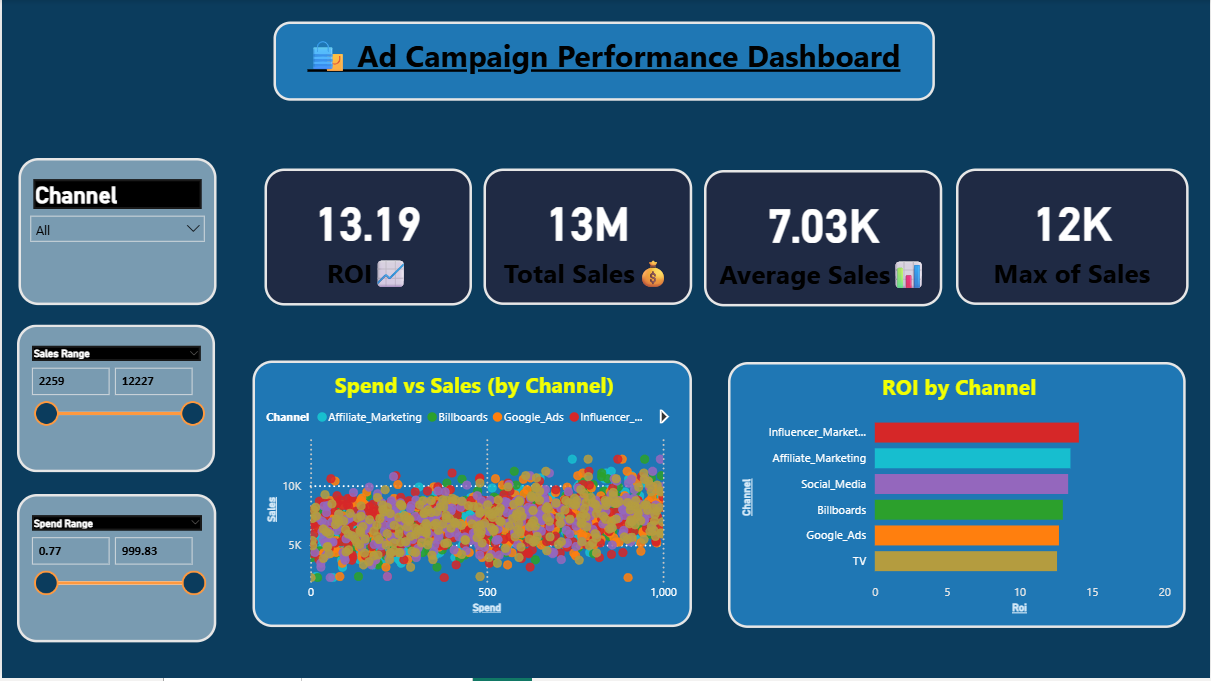 Ad Campaign Performance Dashboard
Channel
All
Sales Range
2259 12227
Spend Range
0.77 999.83
13.19
ROI
13M
Total Sales
7.03K
Average Sales
12K
Max of Sales
Spend vs Sales (by Channel)
Channel Affiliate_Marketing Billboards Google_Ads Influencer_...
Sales
10K
5K
0 500 1,000
Spend
ROI by Channel
Channel
Influencer_Market...
Affiliate_Marketing
Social_Media
Billboards
Google_Ads
TV
0 5 10 15 20
Roi